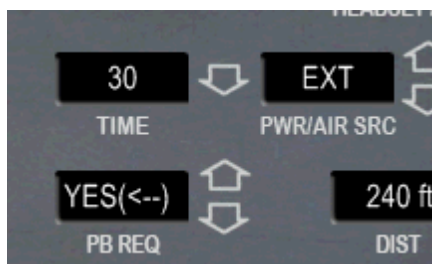 30 EXT
TIME PWR/AIR SRC
YES(<--) 240 ft
PB REQ DIST